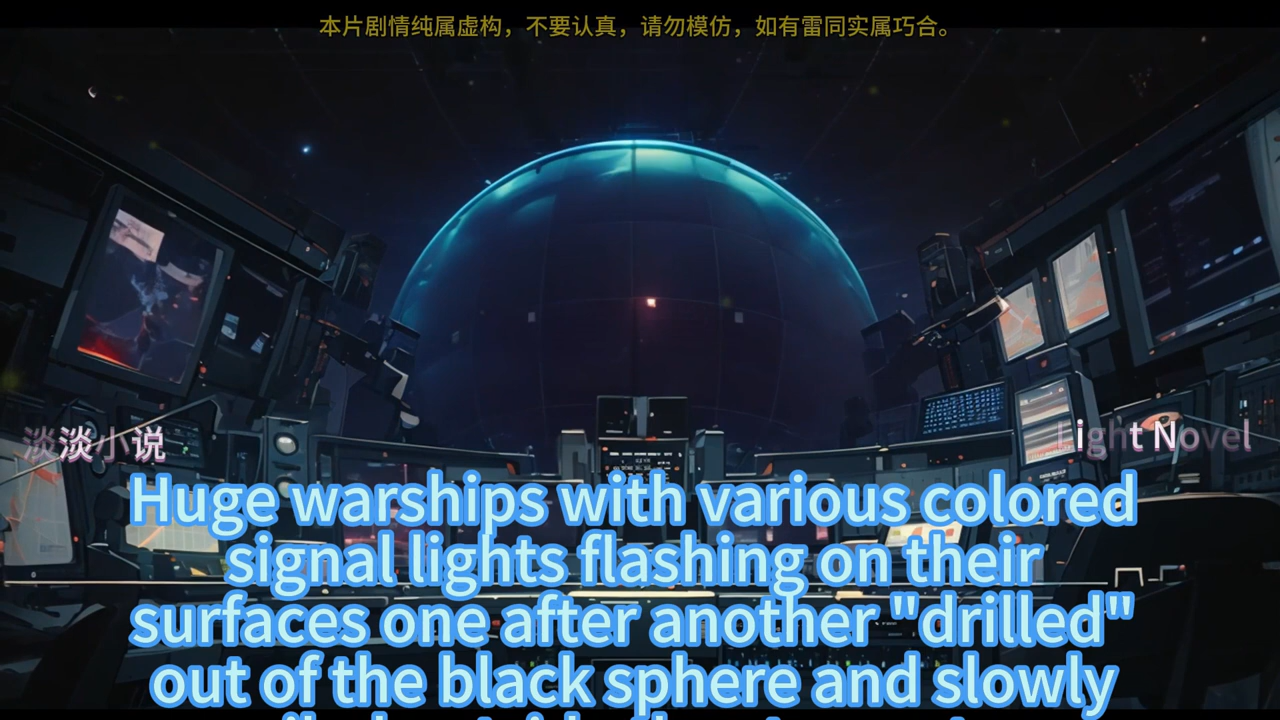 本片剧情纯属虚构，不要认真，请勿模仿，如有雷同实属巧合。
淡淡小说
Light Novel
Huge warships with various colored
signal lights flashing on their
surfaces one after another "drilled"
out of the black sphere and slowly